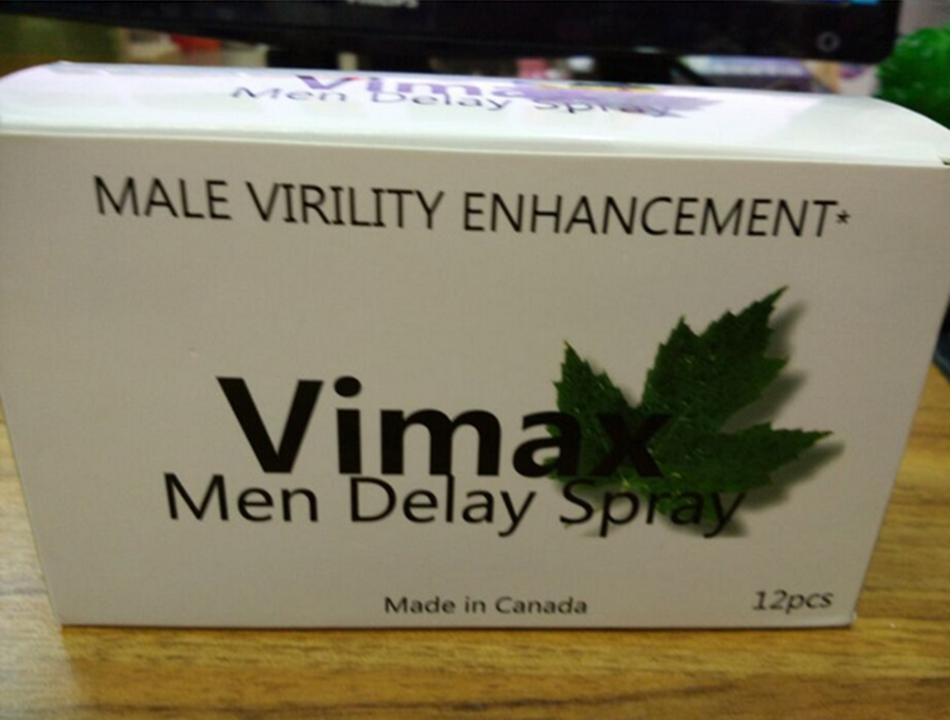 Vimax
Men Delay Spray
MALE VIRILITY ENHANCEMENT*
Vimax
Men Delay Spray
Made in Canada
12pcs